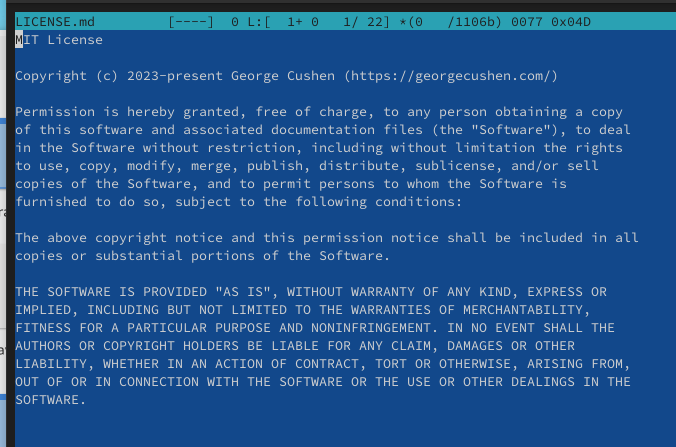 LICENSE.md [----] 0 L:[ 1+ 0 1/ 22] *(0 /1106b) 0077 0x04D
MIT License
Copyright (c) 2023-present George Cushen (https://georgecushen.com/)
Permission is hereby granted, free of charge, to any person obtaining a copy
of this software and associated documentation files (the "Software"), to deal
in the Software without restriction, including without limitation the rights
to use, copy, modify, merge, publish, distribute, sublicense, and/or sell
copies of the Software, and to permit persons to whom the Software is
furnished to do so, subject to the following conditions:
The above copyright notice and this permission notice shall be included in all
copies or substantial portions of the Software.
THE SOFTWARE IS PROVIDED "AS IS", WITHOUT WARRANTY OF ANY KIND, EXPRESS OR
IMPLIED, INCLUDING BUT NOT LIMITED TO THE WARRANTIES OF MERCHANTABILITY,
FITNESS FOR A PARTICULAR PURPOSE AND NONINFRINGEMENT. IN NO EVENT SHALL THE
AUTHORS OR COPYRIGHT HOLDERS BE LIABLE FOR ANY CLAIM, DAMAGES OR OTHER
LIABILITY, WHETHER IN AN ACTION OF CONTRACT, TORT OR OTHERWISE, ARISING FROM,
OUT OF OR IN CONNECTION WITH THE SOFTWARE OR THE USE OR OTHER DEALINGS IN THE
SOFTWARE.